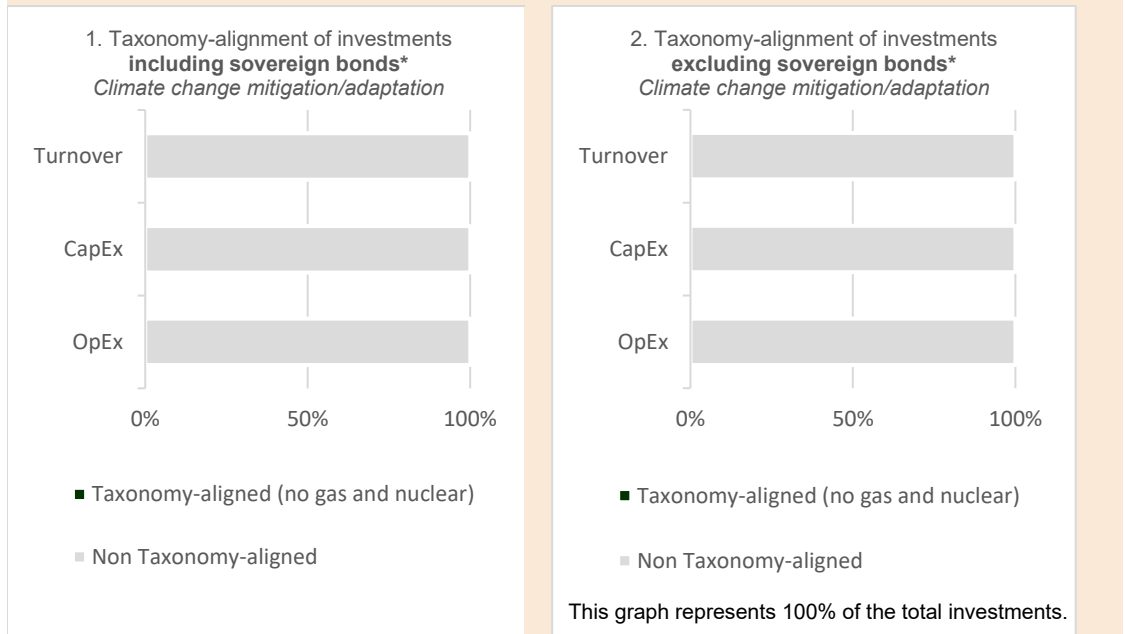 1. Taxonomy-alignment of investments
including sovereign bonds*
Climate change mitigation/adaptation
Turnover
CapEx
OpEx
0% 50% 100%
Taxonomy-aligned (no gas and nuclear)
Non Taxonomy-aligned
2. Taxonomy-alignment of investments
excluding sovereign bonds*
Climate change mitigation/adaptation
Turnover
CapEx
OpEx
0% 50% 100%
Taxonomy-aligned (no gas and nuclear)
Non Taxonomy-aligned
This graph represents 100% of the total investments.